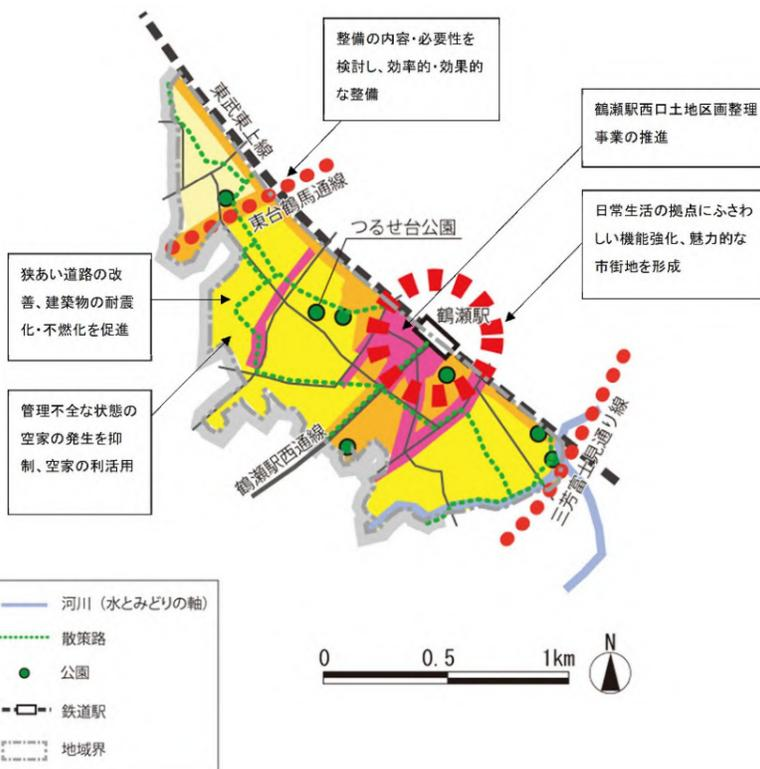 整備の内容・必要性を
検討し、効率的・効果的
な整備
鶴瀬駅西口土地区画整理
事業の推進
日常生活の拠点にふさわ
しい機能強化、魅力的な
市街地を形成
東武東上線
東台鶴馬通線
つるせ台公園
鶴瀬駅
狭あい道路の改
善、建築物の耐震
化・不燃化を促進
管理不全な状態の
空家の発生を抑
制、空家の利活用
鶴瀬駅西通線
三芳富士見通り線
河川（水とみどりの軸）
散策路
公園
鉄道駅
地域界
0 0.5 1km
N